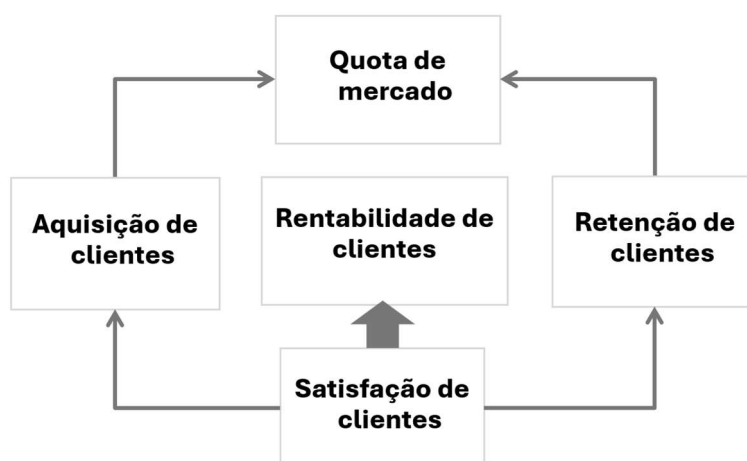 Quota de
mercado
Aquisição de
clientes
Rentabilidade de
clientes
Retenção de
clientes
Satisfação de
clientes